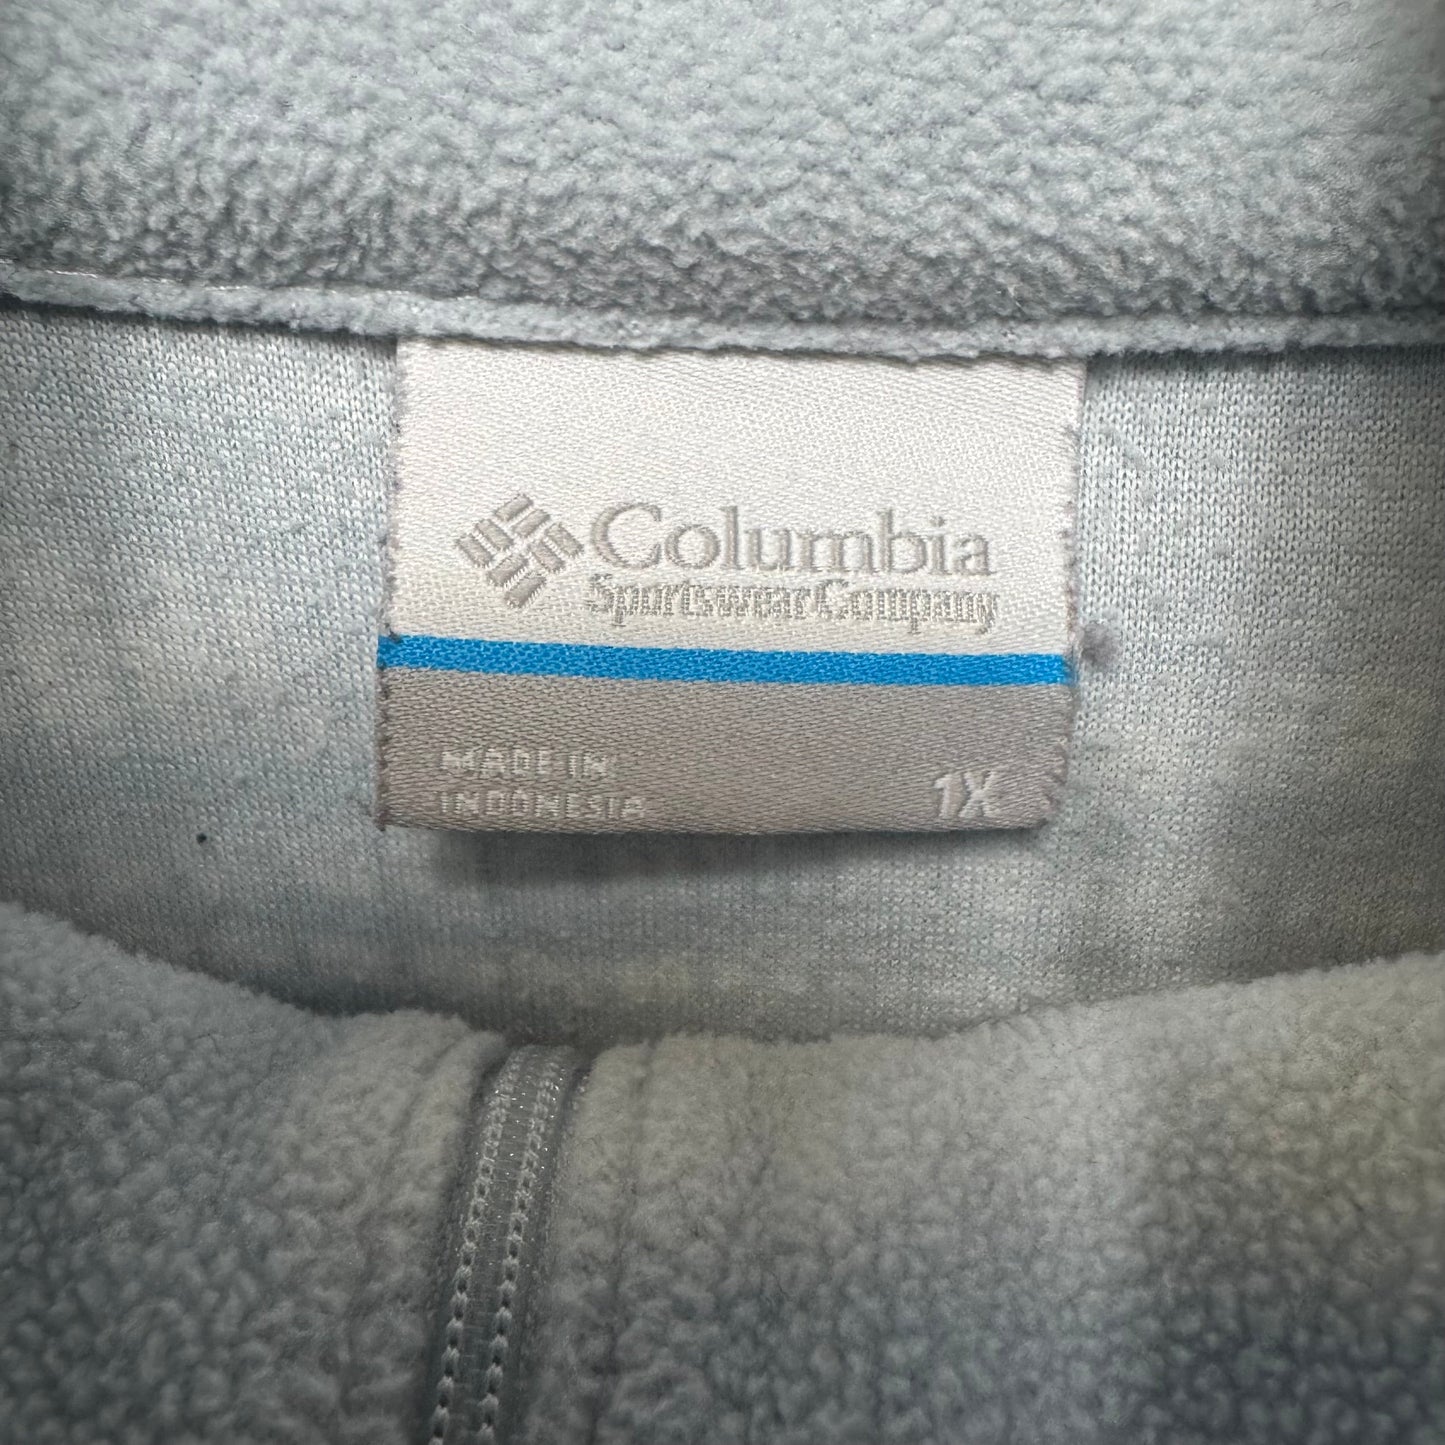 Columbia
Sportswear Company
MADE IN
INDONESIA
1X